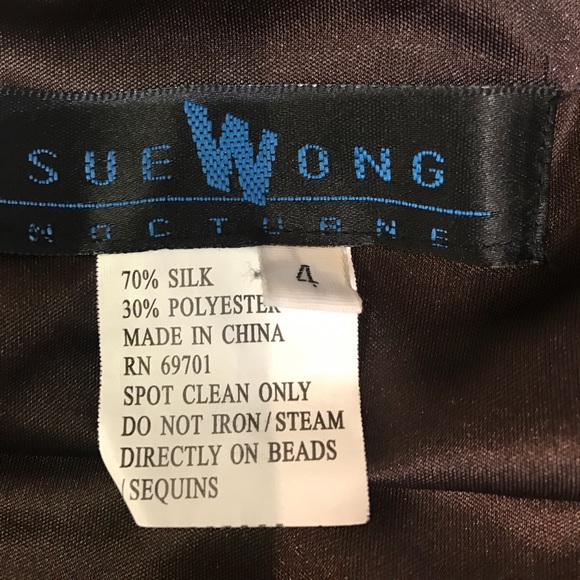 SUE WONG
NOCTURNE
4
70% SILK
30% POLYESTER
MADE IN CHINA
RN 69701
SPOT CLEAN ONLY
DO NOT IRON/STEAM
DIRECTLY ON BEADS
/SEQUINS